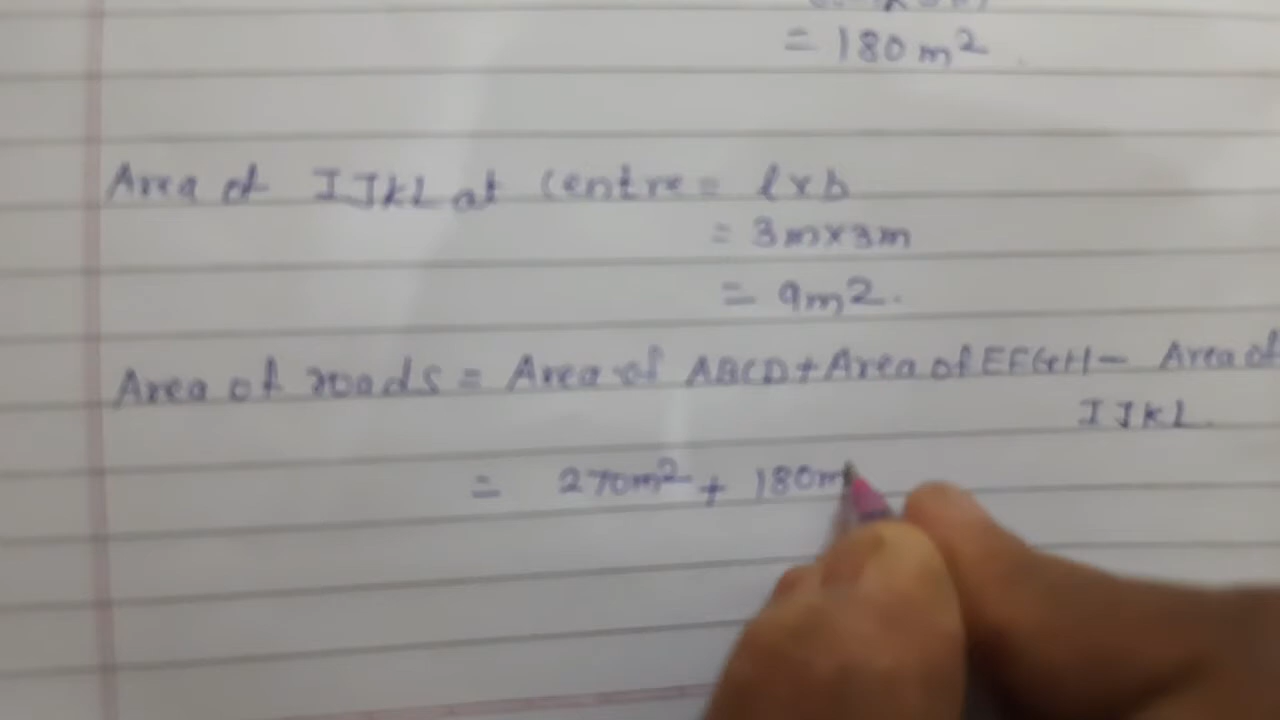 = 180 m²
Area of IJKL at centre = l x b
= 3m x 3m
= 9m2.
Area of roads = Area of ABCD + Area of EFGH - Area of
IJKL.
= 270m² + 180m